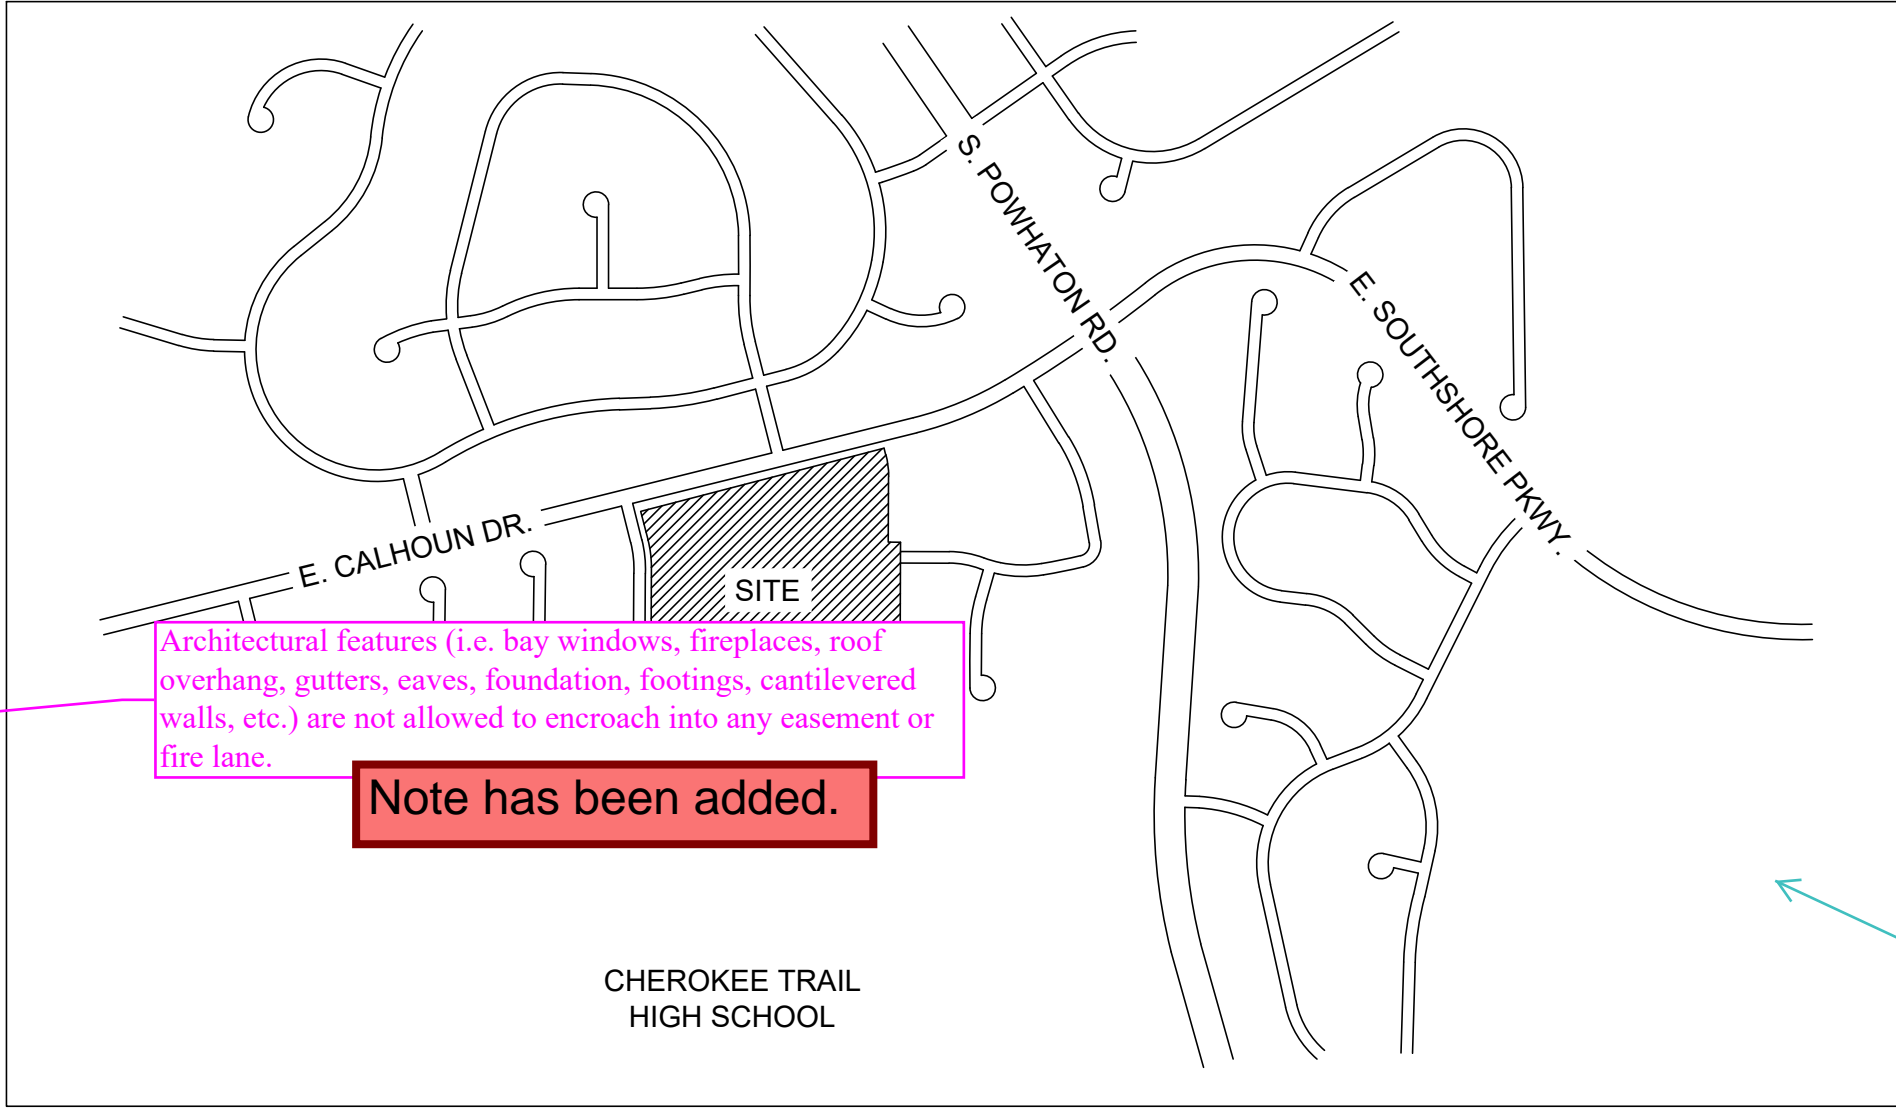 S. POWHATON RD.
E. SOUTHSHORE PKWY.
E. CALHOUN DR.
SITE
Architectural features (i.e. bay windows, fireplaces, roof
overhang, gutters, eaves, foundation, footings, cantilevered
walls, etc.) are not allowed to encroach into any easement or
fire lane.
Note has been added.
CHEROKEE TRAIL
HIGH SCHOOL